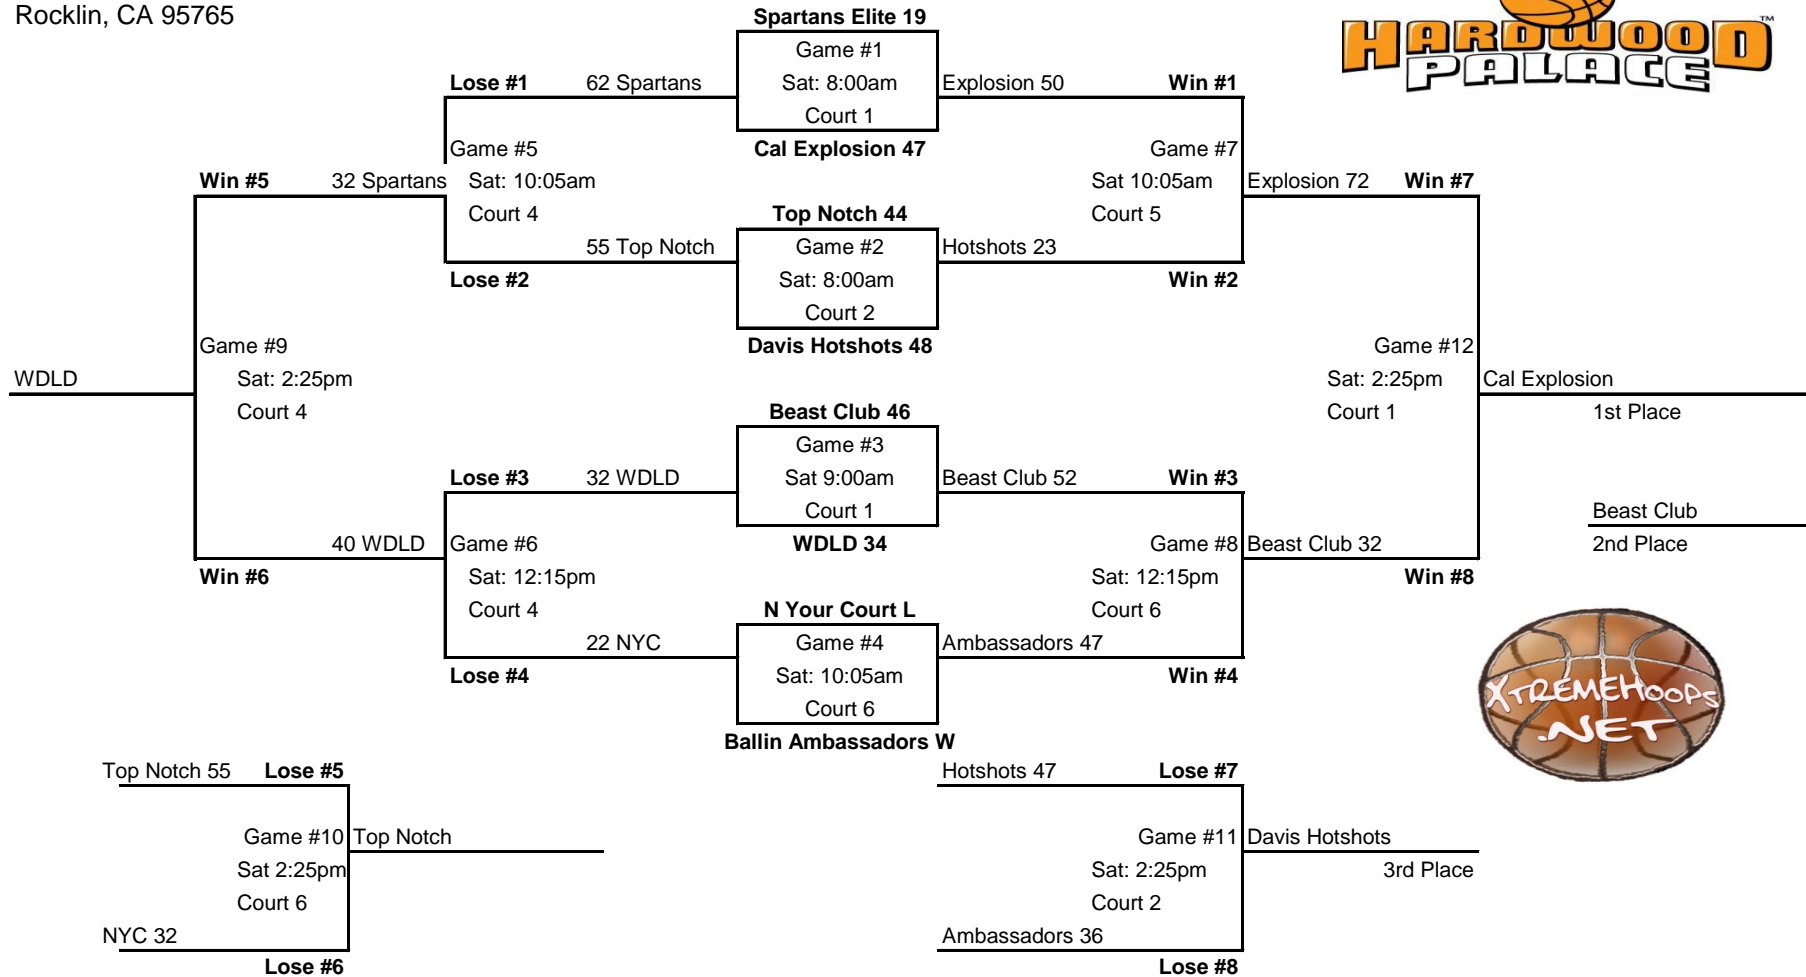 Rocklin, CA 95765
HARDWOOD
PALACE
TM
Spartans Elite 19
Game #1
Sat: 8:00am
Court 1
Cal Explosion 47
Lose #1
62 Spartans
Explosion 50
Win #1
Game #5
Sat: 10:05am
Court 4
Game #7
Sat 10:05am
Court 5
Win #5
32 Spartans
Explosion 72
Win #7
Top Notch 44
Game #2
Sat: 8:00am
Court 2
Davis Hotshots 48
55 Top Notch
Lose #2
Hotshots 23
Win #2
WDLD
Game #9
Sat: 2:25pm
Court 4
Game #12
Sat: 2:25pm
Court 1
Cal Explosion
1st Place
Beast Club 46
Game #3
Sat 9:00am
Court 1
WDLD 34
Lose #3
32 WDLD
Beast Club 52
Win #3
Beast Club
2nd Place
40 WDLD
Win #6
Game #6
Sat: 12:15pm
Court 4
Game #8
Sat: 12:15pm
Court 6
Beast Club 32
Win #8
N Your Court L
Game #4
Sat: 10:05am
Court 6
Ballin Ambassadors W
22 NYC
Lose #4
Ambassadors 47
Win #4
XTREMEHOOPS
.NET
Top Notch 55
Lose #5
Game #10
Sat 2:25pm
Court 6
Top Notch
NYC 32
Lose #6
Hotshots 47
Lose #7
Game #11
Sat: 2:25pm
Court 2
Davis Hotshots
3rd Place
Ambassadors 36
Lose #8